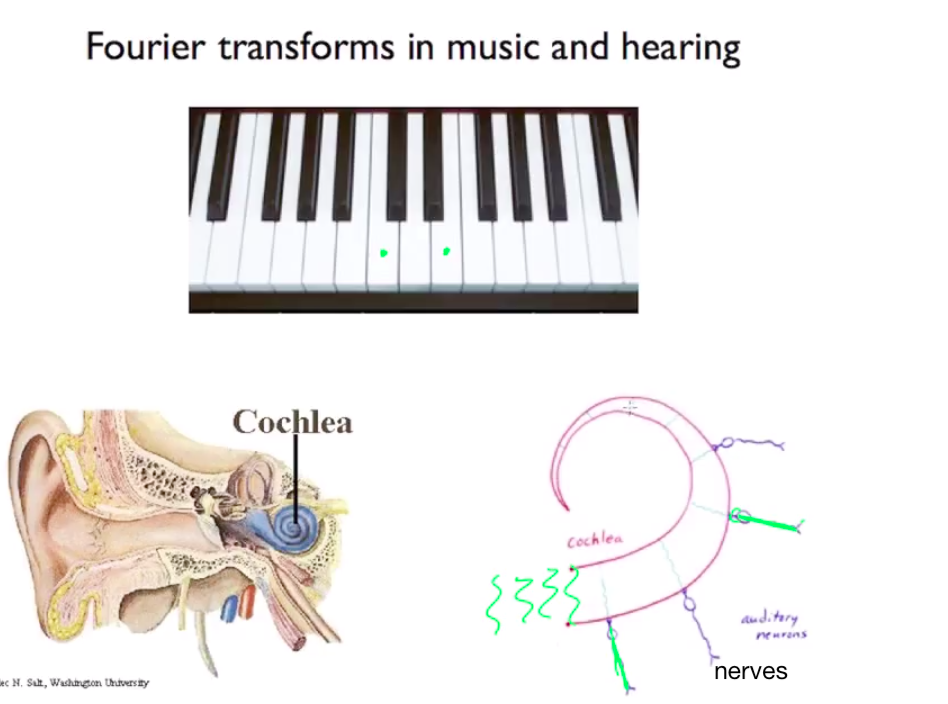 Fourier transforms in music and hearing
Cochlea
cochlea
auditory
neurons
nerves
ec N. Salt, Washington University